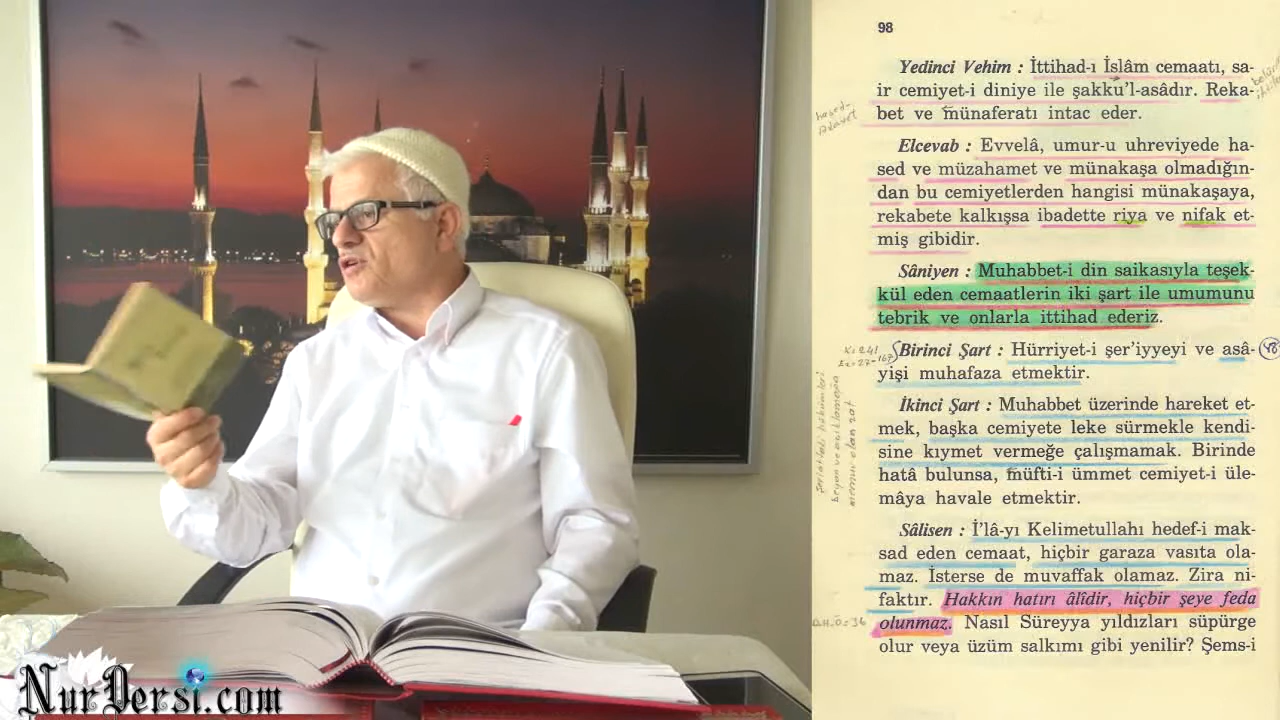 98
Yedinci Vehim : İttihad-ı İslâm cemaatı, sa-
ir cemiyet-i diniye ile şakku'l-asâdır. Reka-
bet ve münaferatı intac eder.
Elcevab : Evvelâ, umur-u uhreviyede ha-
sed ve müzahamet ve münakaşa olmadığın-
dan bu cemiyetlerden hangisi münakaşaya,
rekabete kalkışsa ibadette riya ve nifak et-
miş gibidir.
Sâniyen : Muhabbet-i din saikasıyla teşek-
kül eden cemaatlerin iki şart ile umumunu
tebrik ve onlarla ittihad ederiz.
Birinci Şart : Hürriyet-i şer'iyyeyi ve asâ-
yişi muhafaza etmektir.
İkinci Şart : Muhabbet üzerinde hareket et-
mek, başka cemiyete leke sürmekle kendi-
sine kıymet vermeğe çalışmamak. Birinde
hatâ bulunsa, müfti-i ümmet cemiyet-i üle-
mâya havale etmektir.
Sâlisen : İ'lâ-yı Kelimetullahı hedef-i mak-
sad eden cemaat, hiçbir garaza vasıta ola-
maz. İsterse de muvaffak olamaz. Zira ni-
faktır. Hakkın hatırı âlîdir, hiçbir şeye feda
olunmaz. Nasıl Süreyya yıldızları süpürge
olur veya üzüm salkımı gibi yenilir? Şems-i
hased-
adavet
NurDersi.com